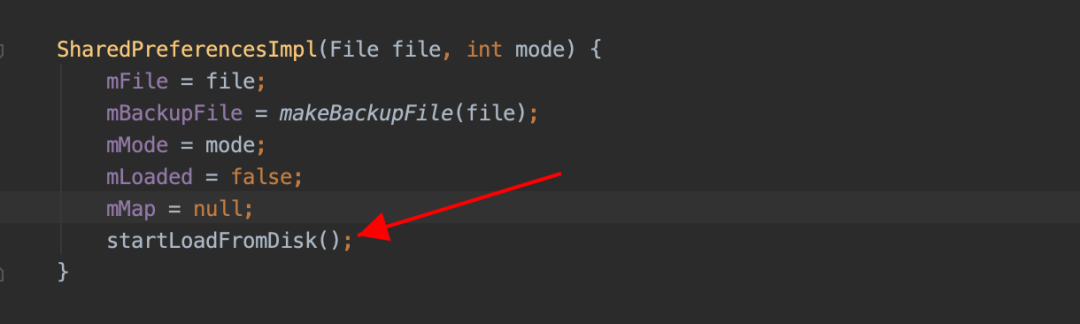 SharedPreferencesImpl(File file, int mode) {
mFile = file;
mBackupFile = makeBackupFile(file);
mMode = mode;
mLoaded = false;
mMap = null;
startLoadFromDisk();
}